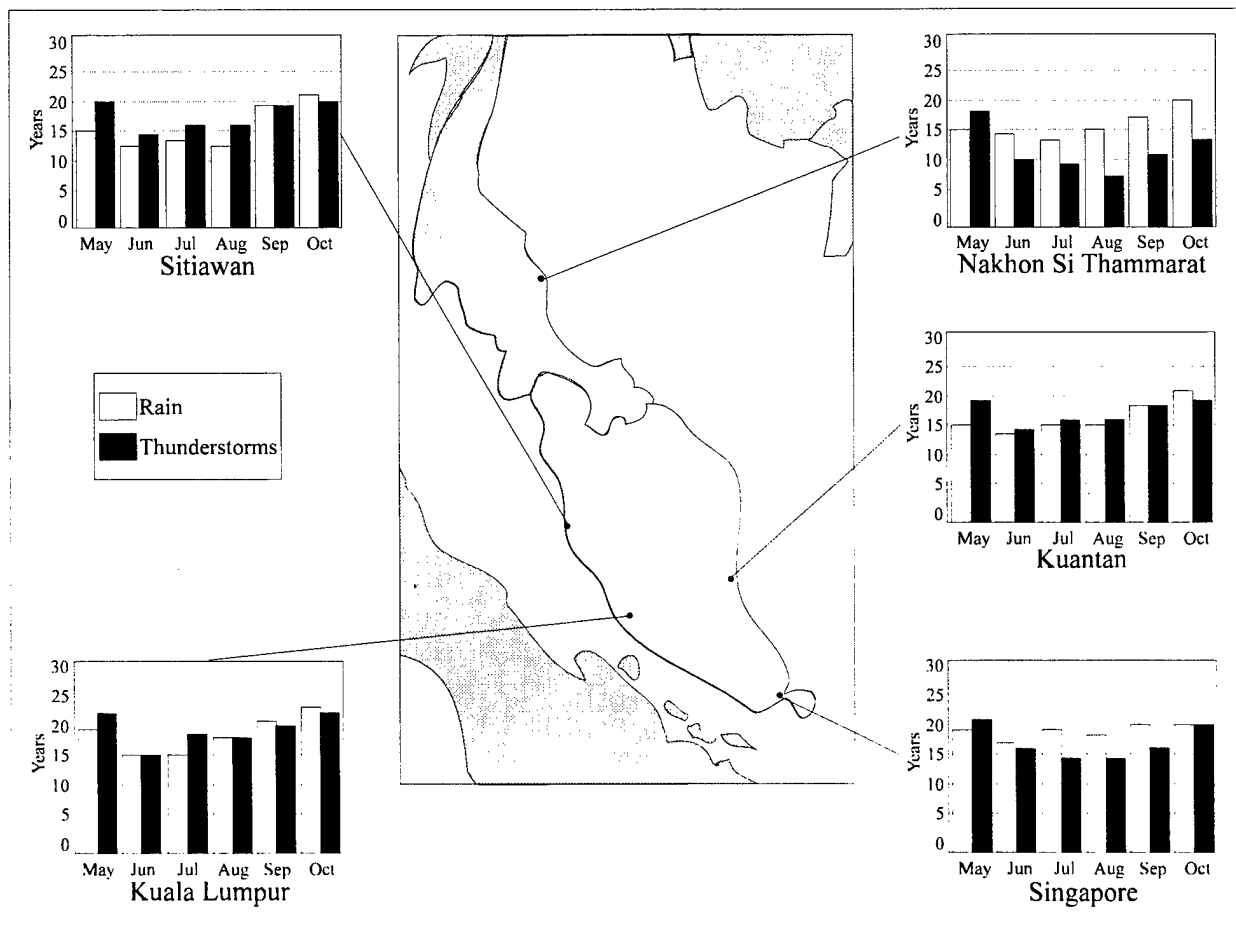 30
25
20
15
10
5
0
Years
May Jun Jul Aug Sep Oct
Sitiawan
30
25
20
15
10
5
0
Years
May Jun Jul Aug Sep Oct
Nakhon Si Thammarat
Rain
Thunderstorms
30
25
20
15
10
5
0
Years
May Jun Jul Aug Sep Oct
Kuantan
30
25
20
15
10
5
0
Years
May Jun Jul Aug Sep Oct
Kuala Lumpur
30
25
20
15
10
5
0
Years
May Jun Jul Aug Sep Oct
Singapore